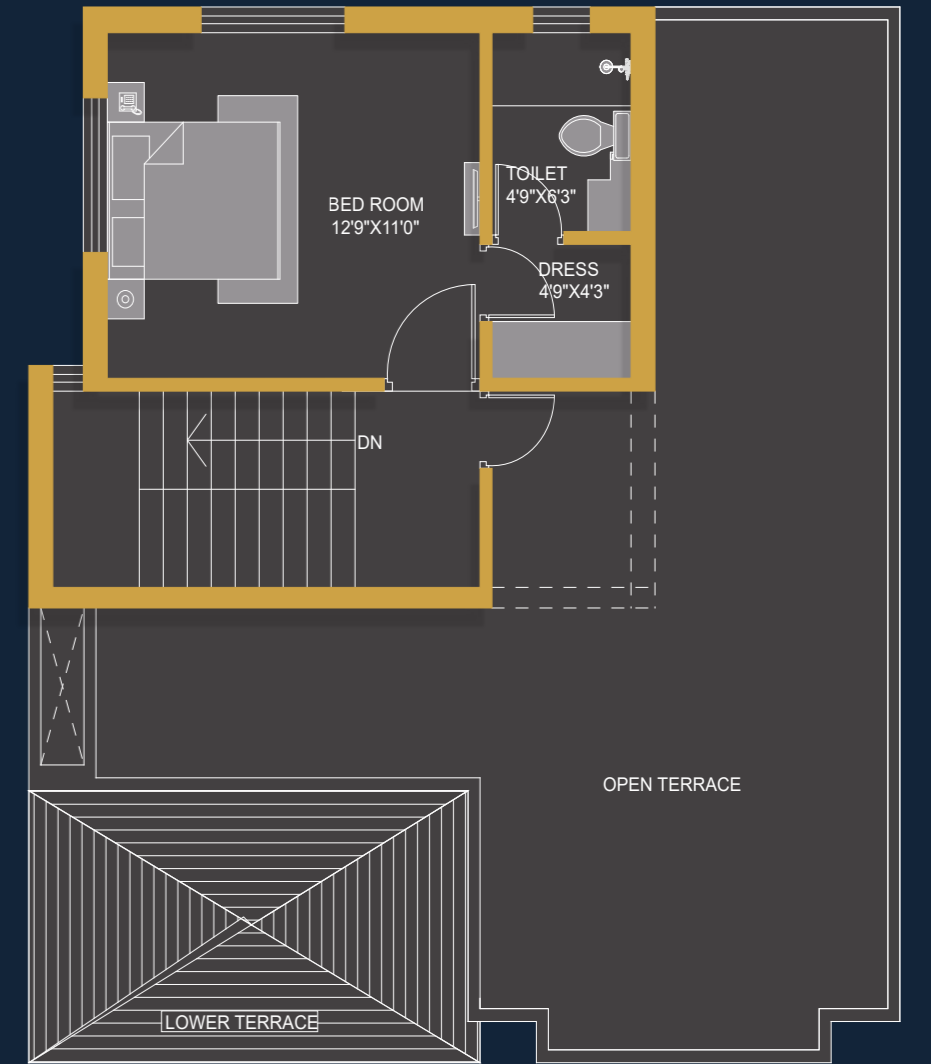 TOILET
4'9"X6'3"
BED ROOM
12'9"X11'0"
DRESS
4'9"X4'3"
DN
OPEN TERRACE
LOWER TERRACE